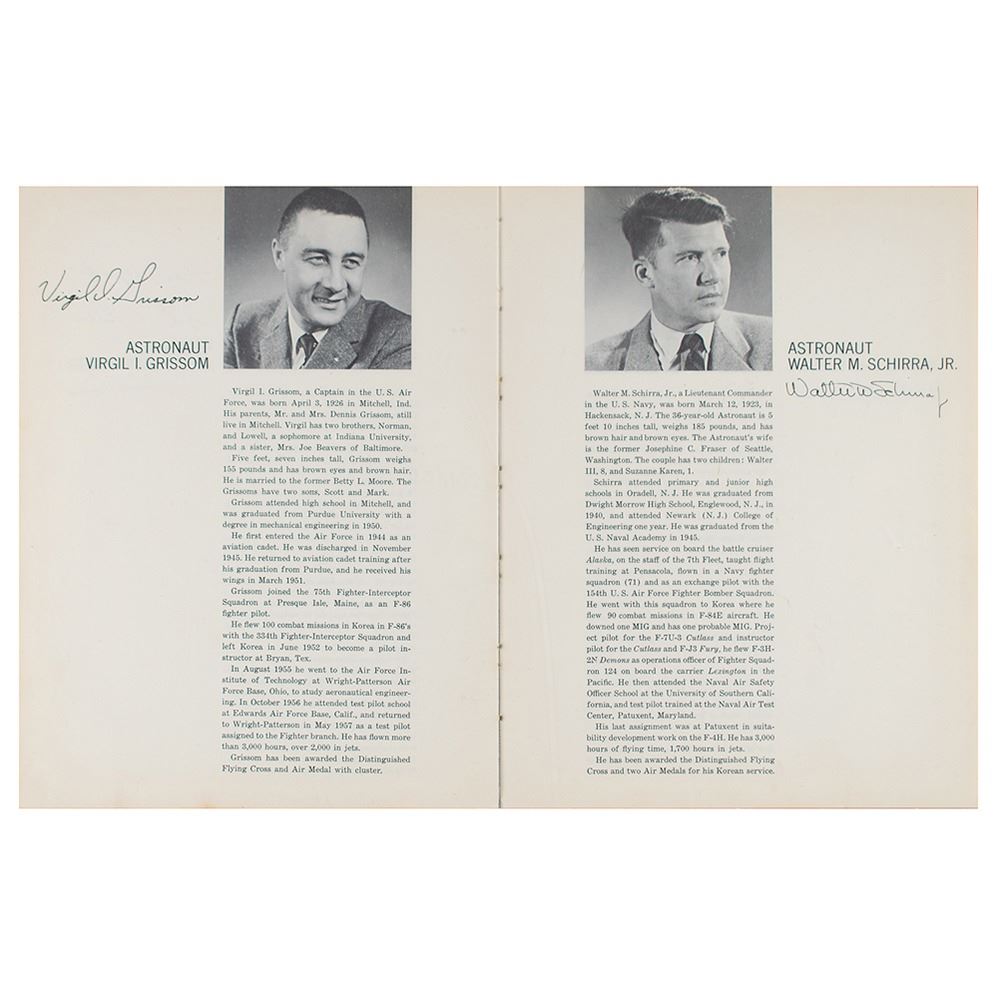 Virgil I. Grissom
ASTRONAUT
VIRGIL I. GRISSOM
Virgil I. Grissom, a Captain in the U. S. Air
Force, was born April 3, 1926 in Mitchell, Ind.
His parents, Mr. and Mrs. Dennis Grissom, still
live in Mitchell. Virgil has two brothers, Norman,
and Lowell, a sophomore at Indiana University,
and a sister, Mrs. Joe Beavers of Baltimore.
Five feet, seven inches tall, Grissom weighs
155 pounds and has brown eyes and brown hair.
He is married to the former Betty L. Moore. The
Grissoms have two sons, Scott and Mark.
Grissom attended high school in Mitchell, and
was graduated from Purdue University with a
degree in mechanical engineering in 1950.
He first entered the Air Force in 1944 as an
aviation cadet. He was discharged in November
1945. He returned to aviation cadet training after
his graduation from Purdue, and he received his
wings in March 1951.
Grissom joined the 75th Fighter-Interceptor
Squadron at Presque Isle, Maine, as an F-86
fighter pilot.
He flew 100 combat missions in Korea in F-86's
with the 334th Fighter-Interceptor Squadron and
left Korea in June 1952 to become a pilot in-
structor at Bryan, Tex.
In August 1955 he went to the Air Force In-
stitute of Technology at Wright-Patterson Air
Force Base, Ohio, to study aeronautical engineer-
ing. In October 1956 he attended test pilot school
at Edwards Air Force Base, Calif., and returned
to Wright-Patterson in May 1957 as a test pilot
assigned to the Fighter branch. He has flown more
than 3,000 hours, over 2,000 in jets.
Grissom has been awarded the Distinguished
Flying Cross and Air Medal with cluster.
ASTRONAUT
WALTER M. SCHIRRA, JR.
Walter M Schirra Jr
Walter M. Schirra, Jr., a Lieutenant Commander
in the U. S. Navy, was born March 12, 1923, in
Hackensack, N. J. The 36-year-old Astronaut is 5
feet 10 inches tall, weighs 185 pounds, and has
brown hair and brown eyes. The Astronaut's wife
is the former Josephine C. Fraser of Seattle,
Washington. The couple has two children: Walter
III, 8, and Suzanne Karen, 1.
Schirra attended primary and junior high
schools in Oradell, N. J. He was graduated from
Dwight Morrow High School, Englewood, N. J., in
1940, and attended Newark (N. J.) College of
Engineering one year. He was graduated from the
U. S. Naval Academy in 1945.
He has seen service on board the battle cruiser
Alaska, on the staff of the 7th Fleet, taught flight
training at Pensacola, flown in a Navy fighter
squadron (71) and as an exchange pilot with the
154th U. S. Air Force Fighter Bomber Squadron.
He went with this squadron to Korea where he
flew 90 combat missions in F-84E aircraft. He
downed one MIG and has one probable MIG. Proj-
ect pilot for the F-7U-3 Cutlass and instructor
pilot for the Cutlass and F-J3 Fury, he flew F-3H-
2N Demons as operations officer of Fighter Squad-
ron 124 on board the carrier Lexington in the
Pacific. He then attended the Naval Air Safety
Officer School at the University of Southern Cali-
fornia, and test pilot trained at the Naval Air Test
Center, Patuxent, Maryland.
His last assignment was at Patuxent in suita-
bility development work on the F-4H. He has 3,000
hours of flying time, 1,700 hours in jets.
He has been awarded the Distinguished Flying
Cross and two Air Medals for his Korean service.